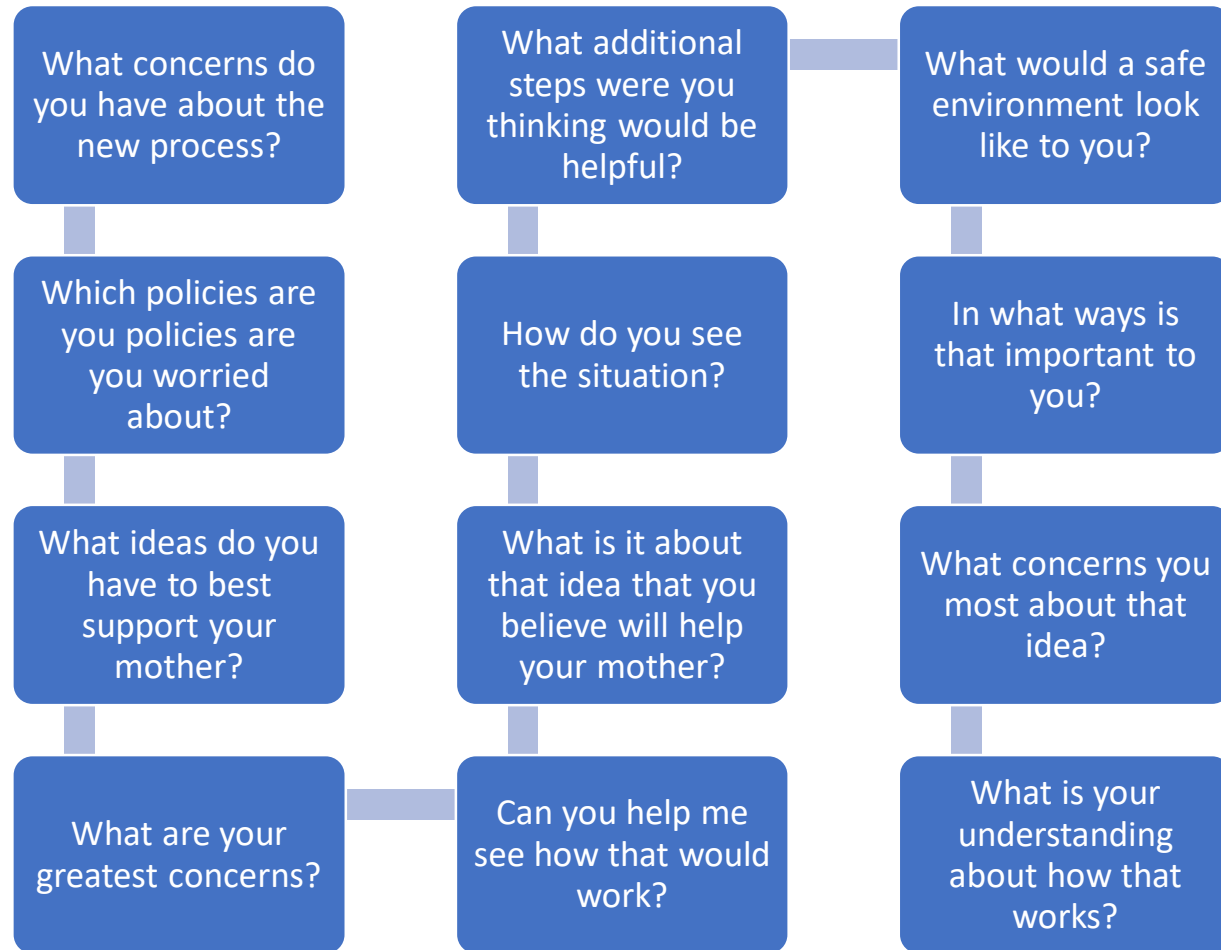 What concerns do
you have about the
new process?
Which policies are
you policies are
you worried
about?
What ideas do you
have to best
support your
mother?
What are your
greatest concerns?
Can you help me
see how that would
work?
What is it about
that idea that you
believe will help
your mother?
How do you see
the situation?
What additional
steps were you
thinking would be
helpful?
What would a safe
environment look
like to you?
In what ways is
that important to
you?
What concerns you
most about that
idea?
What is your
understanding
about how that
works?